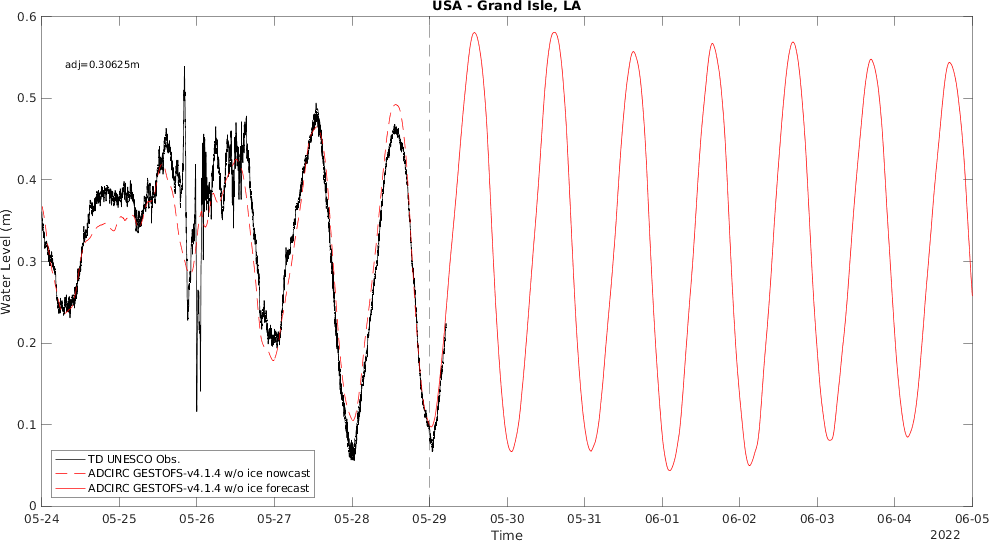 USA - Grand Isle, LA
adj=0.30625m
0.6
0.5
0.4
0.3
0.2
0.1
0
Water Level (m)
TD UNESCO Obs.
ADCIRC GESTOFS-v4.1.4 w/o ice nowcast
ADCIRC GESTOFS-v4.1.4 w/o ice forecast
05-24 05-25 05-26 05-27 05-28 05-29 05-30 05-31 06-01 06-02 06-03 06-04 06-05
Time
2022